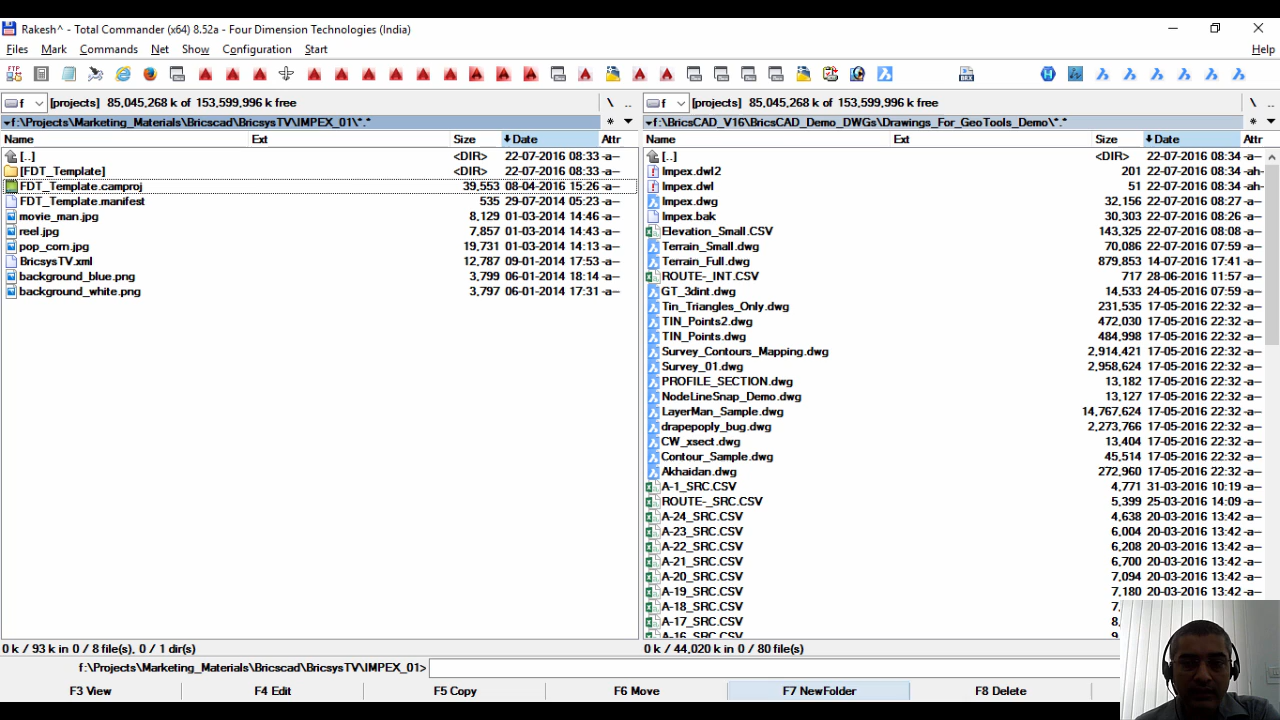 Rakesh^ - Total Commander (x64) 8.52a - Four Dimension Technologies (India)
Files Mark Commands Net Show Configuration Start Help
f [projects] 85,045,268 k of 153,599,996 k free \ ..
f:\Projects\Marketing_Materials\Bricscad\BricsysTV\IMPEX_01\*.* * 
Name Ext Size Date Attr
[..] <DIR> 22-07-2016 08:33 -a--
[FDT_Template] <DIR> 22-07-2016 08:33 -a--
FDT_Template.camproj 39,553 08-04-2016 15:26 -a--
FDT_Template.manifest 535 29-07-2014 05:23 -a--
movie_man.jpg 8,129 01-03-2016 14:46 -a--
reel.jpg 7,857 01-03-2016 14:43 -a--
pop_corn.jpg 19,731 01-03-2016 14:13 -a--
BricsysTV.xml 12,787 09-01-2014 17:53 -a--
background_blue.png 3,799 06-01-2014 18:14 -a--
background_white.png 3,797 06-01-2014 17:31 -a--
0 k / 93 k in 0 / 8 file(s), 0 / 1 dir(s)
f [projects] 85,045,268 k of 153,599,996 k free \ ..
f:\BricsCAD_V16\BricsCAD_Demo_DWGs\Drawings_For_GeoTools_Demo\*.* *
Name Ext Size Date Attr
[..] <DIR> 22-07-2016 08:34 -a--
Impex.dwl2 201 22-07-2016 08:34 -ah-
Impex.dwl 51 22-07-2016 08:34 -ah-
Impex.dwg 32,156 22-07-2016 08:27 -a--
Impex.bak 30,303 22-07-2016 08:26 -a--
Elevation_Small.CSV 143,325 22-07-2016 08:08 -a--
Terrain_Small.dwg 70,086 22-07-2016 07:59 -a--
Terrain_Full.dwg 879,853 14-07-2016 17:41 -a--
ROUTE-_INT.CSV 717 28-06-2016 11:57 -a--
GT_3dint.dwg 14,533 24-05-2016 07:59 -a--
Tin_Triangles_Only.dwg 231,535 17-05-2016 22:32 -a--
TIN_Points2.dwg 472,030 17-05-2016 22:32 -a--
TIN_Points.dwg 484,998 17-05-2016 22:32 -a--
Survey_Contours_Mapping.dwg 2,914,421 17-05-2016 22:32 -a--
Survey_01.dwg 2,958,624 17-05-2016 22:32 -a--
PROFILE_SECTION.dwg 13,182 17-05-2016 22:32 -a--
NodeLineSnap_Demo.dwg 13,127 17-05-2016 22:32 -a--
LayerMan_Sample.dwg 14,767,624 17-05-2016 22:32 -a--
drapepoly_bug.dwg 2,273,766 17-05-2016 22:32 -a--
CW_xsect.dwg 13,404 17-05-2016 22:32 -a--
Contour_Sample.dwg 45,514 17-05-2016 22:32 -a--
Akhaidan.dwg 272,960 17-05-2016 22:32 -a--
A-1_SRC.CSV 4,771 31-03-2016 10:19 -a--
ROUTE-_SRC.CSV 5,399 25-03-2016 14:09 -a--
A-24_SRC.CSV 4,638 20-03-2016 13:42 -a--
A-23_SRC.CSV 6,004 20-03-2016 13:42 -a--
A-22_SRC.CSV 6,208 20-03-2016 13:42 -a--
A-21_SRC.CSV 6,700 20-03-2016 13:42 -a--
A-20_SRC.CSV 7,094 20-03-2016 13:42 -a--
A-19_SRC.CSV 7,180 20-03-2016 13:42 -a--
A-18_SRC.CSV 7,
A-17_SRC.CSV 8,
A-16_SRC.CSV 9,
0 k / 44,020 k in 0 / 80 file(s)
f:\Projects\Marketing_Materials\Bricscad\BricsysTV\IMPEX_01>
F3 View F4 Edit F5 Copy F6 Move F7 NewFolder F8 Delete